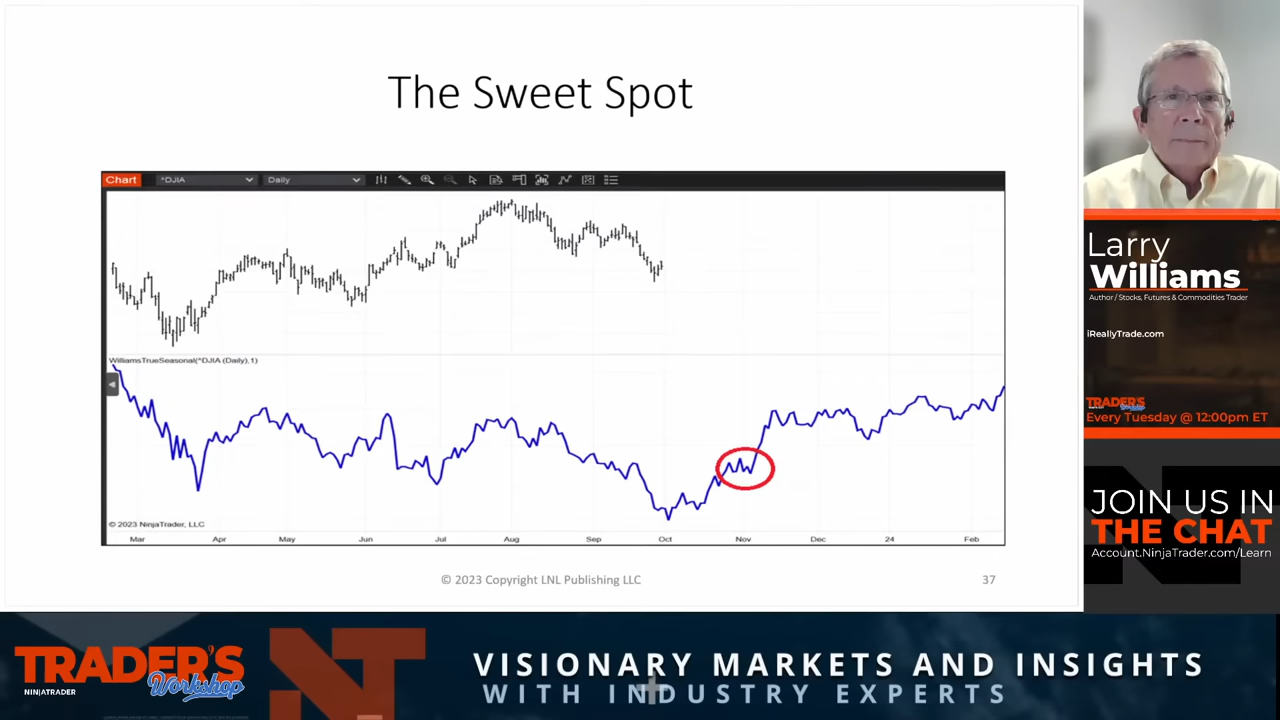 The Sweet Spot
Chart ^DJIA Daily
WilliamsTrueSeasonal(^DJIA (Daily),1)
© 2023 NinjaTrader, LLC
Mar Apr May Jun Jul Aug Sep Oct Nov Dec 24 Feb
© 2023 Copyright LNL Publishing LLC 37
Larry
Williams
Author / Stocks, Futures & Commodities Trader
iReallyTrade.com
TRADER'S
Workshop
Every Tuesday @ 12:00pm ET
JOIN US IN
THE CHAT
Account.NinjaTrader.com/Learn
TRADER'S
Workshop
NINJATRADER
NT
VISIONARY MARKETS AND INSIGHTS
WITH INDUSTRY EXPERTS